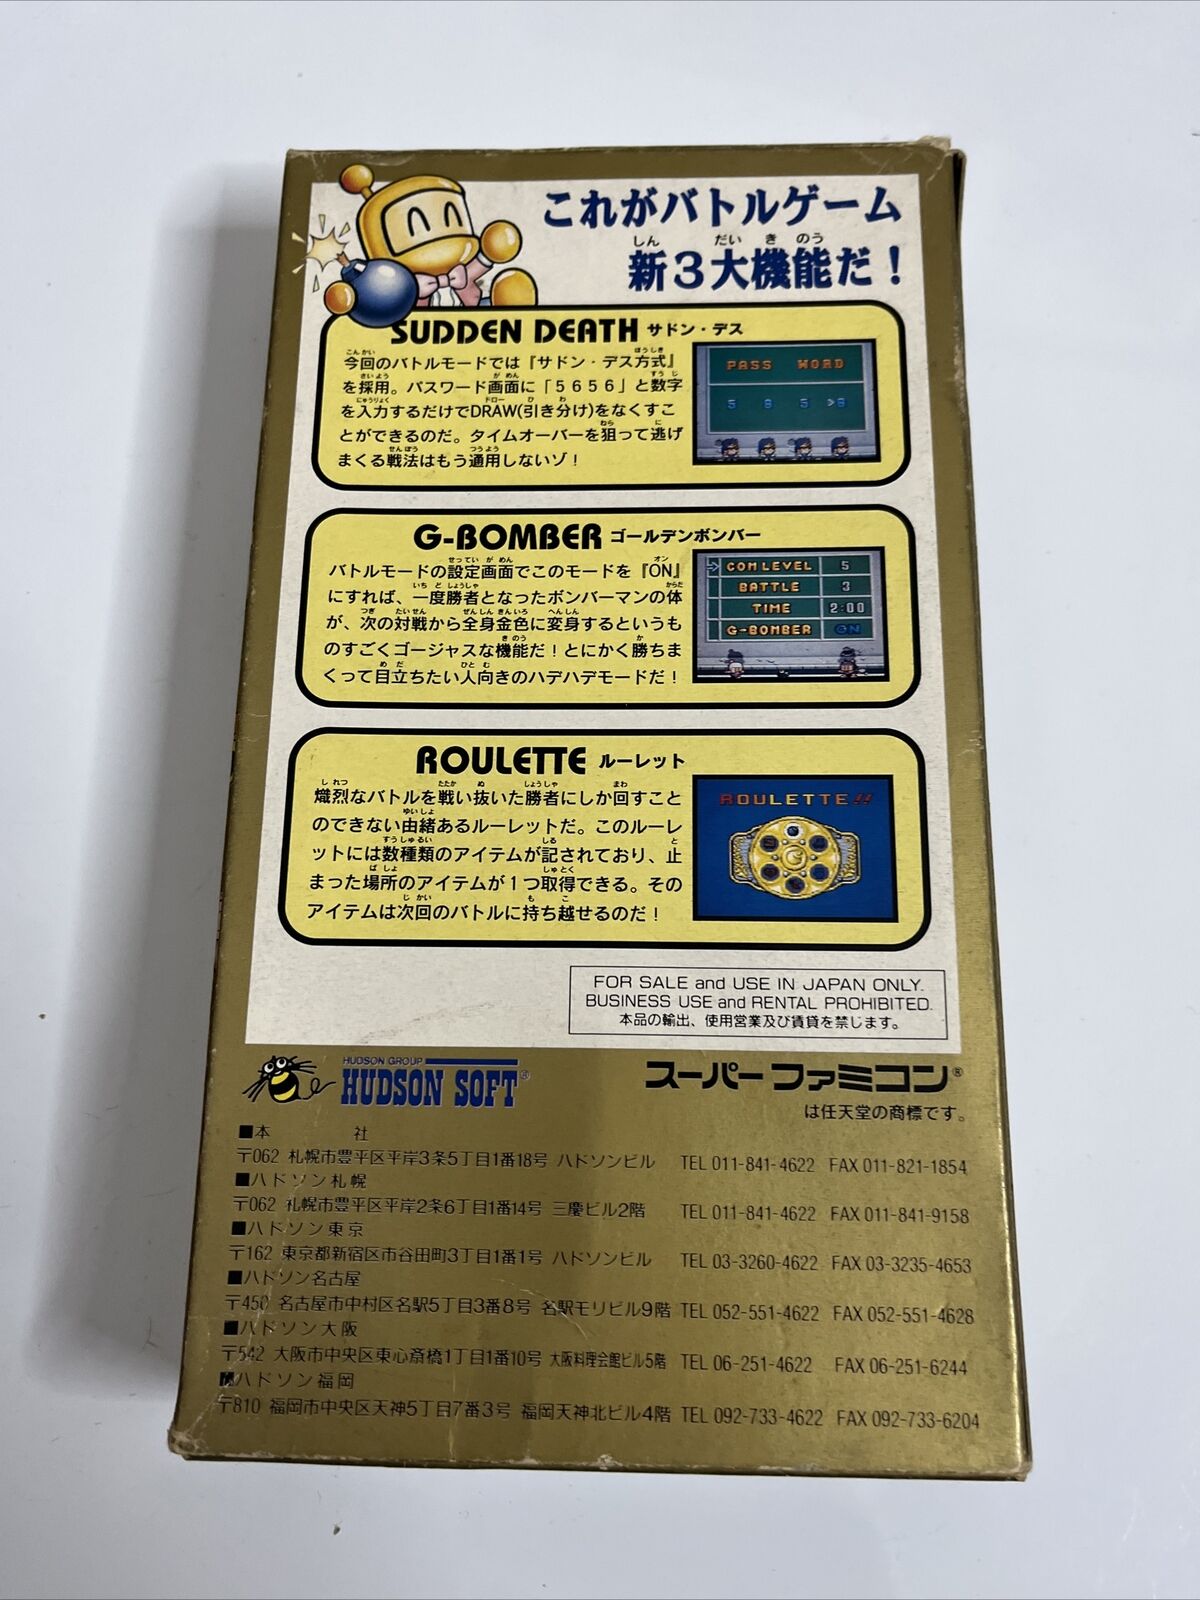 これがバトルゲーム
新3大機能だ!
SUDDEN DEATH サドン・デス
今回のバトルモードでは『サドン・デス方式』
を採用。パスワード画面に「5656」と数字
を入力するだけでDRAW(引き分け)をなくすこ
とができるのだ。タイムオーバーを狙って逃げ
まくる戦法はもう通用しないゾ!
PASS WORD
G-BOMBER ゴールデンボンバー
バトルモードの設定画面でこのモードを『ON』
にすれば、一度勝者となったボンバーマンの体
が、次の対戦から全身金色に変身するというも
のすごくゴージャスな機能だ!とにかく勝ちま
くって目立ちたい人向きのハデハデモードだ!
COM LEVEL 5
BATTLE 3
TIME 2:00
G-BOMBER ON
ROULETTE ルーレット
熾烈なバトルを戦い抜いた勝者にしか回すこと
のできない由緒あるルーレットだ。このルーレ
ットには数種類のアイテムが記されており、止
まった場所のアイテムが1つ取得できる。その
アイテムは次回のバトルに持ち越せるのだ!
ROULETTE!!
FOR SALE and USE IN JAPAN ONLY.
BUSINESS USE and RENTAL PROHIBITED.
本品の輸出、使用営業及び賃貸を禁じます。
HUDSON GROUP
HUDSON SOFT®
スーパーファミコン®
は任天堂の商標です。
■本 社
〒062 札幌市豊平区平岸3条5丁目1番18号 ハドソンビル TEL 011-841-4622 FAX 011-821-1854
■ハドソン札幌
〒062 札幌市豊平区平岸2条6丁目1番14号 三慶ビル2階 TEL 011-841-4622 FAX 011-841-9158
■ハドソン東京
〒162 東京都新宿区市谷田町3丁目1番1号 ハドソンビル TEL 03-3260-4622 FAX 03-3235-4653
■ハドソン名古屋
〒450 名古屋市中村区名駅5丁目3番8号 名駅モリビル9階 TEL 052-551-4622 FAX 052-551-4628
■ハドソン大阪
〒542 大阪市中央区東心斎橋1丁目1番10号 大阪料理会館ビル5階 TEL 06-251-4622 FAX 06-251-6244
■ハドソン福岡
〒810 福岡市中央区天神5丁目7番3号 福岡天神北ビル4階 TEL 092-733-4622 FAX 092-733-6204